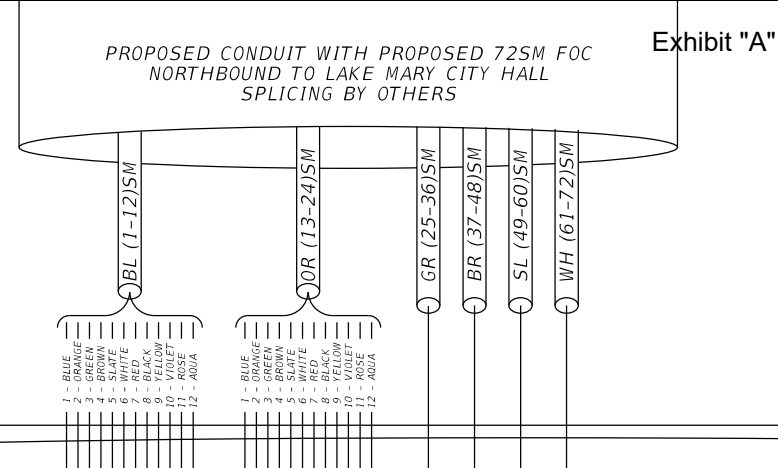 Exhibit "A"
PROPOSED CONDUIT WITH PROPOSED 72SM FOC
NORTHBOUND TO LAKE MARY CITY HALL
SPLICING BY OTHERS
BL (1-12)SM
OR (13-24)SM
GR (25-36)SM
BR (37-48)SM
SL (49-60)SM
WH (61-72)SM
1 - BLUE
2 - ORANGE
3 - GREEN
4 - BROWN
5 - SLATE
6 - WHITE
7 - RED
8 - BLACK
9 - YELLOW
10 - VIOLET
11 - ROSE
12 - AQUA
1 - BLUE
2 - ORANGE
3 - GREEN
4 - BROWN
5 - SLATE
6 - WHITE
7 - RED
8 - BLACK
9 - YELLOW
10 - VIOLET
11 - ROSE
12 - AQUA